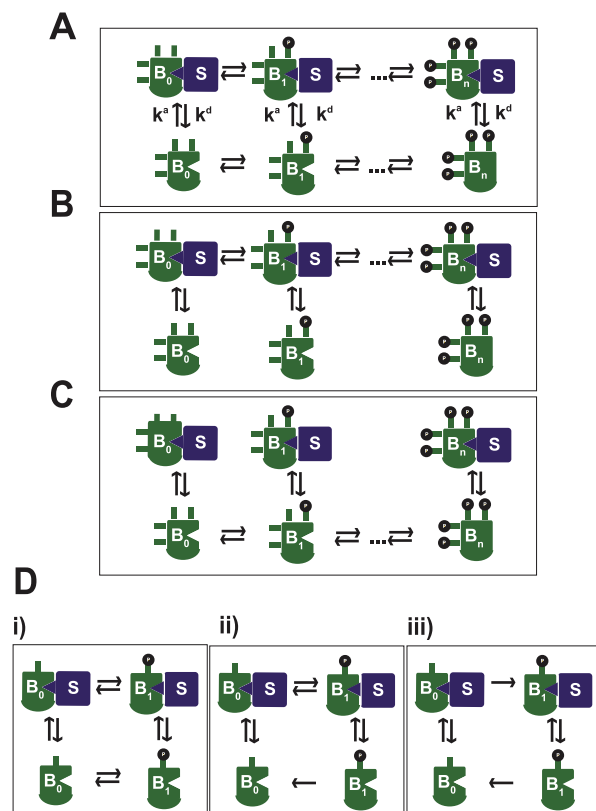 A
P P P
B₀ S B₁ S ... Bₙ S
P
kᵃ kᵈ kᵃ kᵈ kᵃ kᵈ
P P P
B₀ B₁ ... Bₙ
P
B
P P P
B₀ S B₁ S ... Bₙ S
P
P P P
B₀ B₁ ... Bₙ
P
C
P P P
B₀ S B₁ S Bₙ S
P
P P P
B₀ B₁ ... Bₙ
P
D
i) ii) iii)
P P P
B₀ S B₁ S B₀ S B₁ S B₀ S B₁ S
P P P
B₀ B₁ B₀ B₁ B₀ B₁